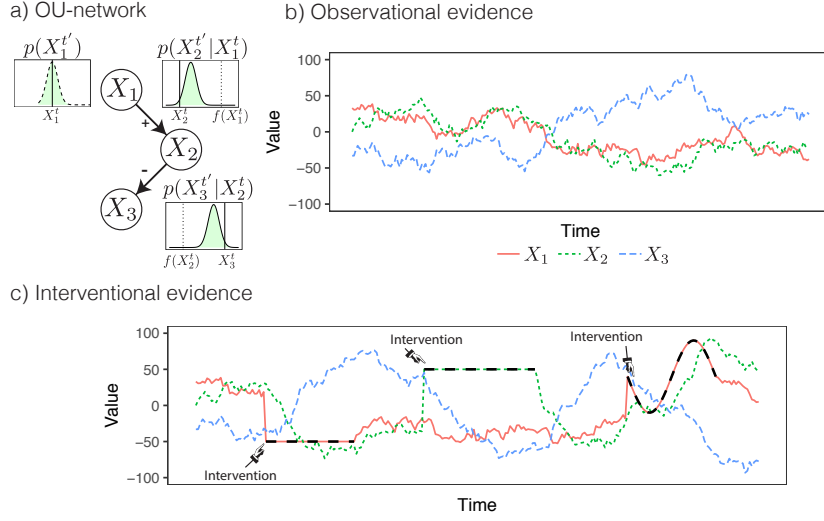 a) OU-network
p(X₁ᵗ′)
X₁ᵗ
X₁
+
p(X₂ᵗ′|X₁ᵗ)
X₂ᵗ
f(X₁ᵗ)
X₂
-
X₃
p(X₃ᵗ′|X₂ᵗ)
f(X₂ᵗ)
X₃ᵗ
b) Observational evidence
Value
100
50
0
−50
−100
Time
X₁ X₂ X₃
c) Interventional evidence
Value
100
50
0
−50
−100
Intervention
Intervention
Intervention
Time